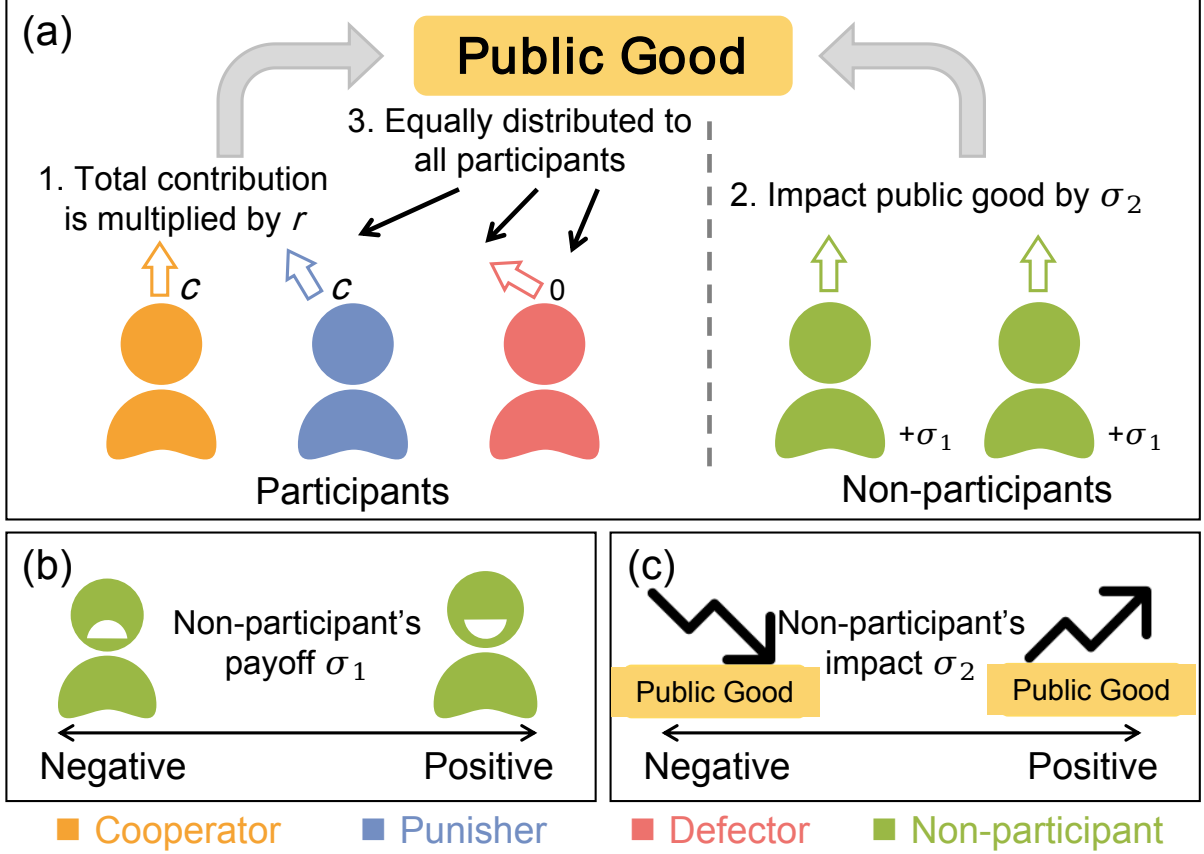 (a)
Public Good
3. Equally distributed to
all participants
1. Total contribution
is multiplied by r
2. Impact public good by σ₂
c
c
0
+σ₁
+σ₁
Participants
Non-participants
(b)
Non-participant's
payoff σ₁
Negative
Positive
(c)
Non-participant's
impact σ₂
Public Good
Public Good
Negative
Positive
Cooperator
Punisher
Defector
Non-participant